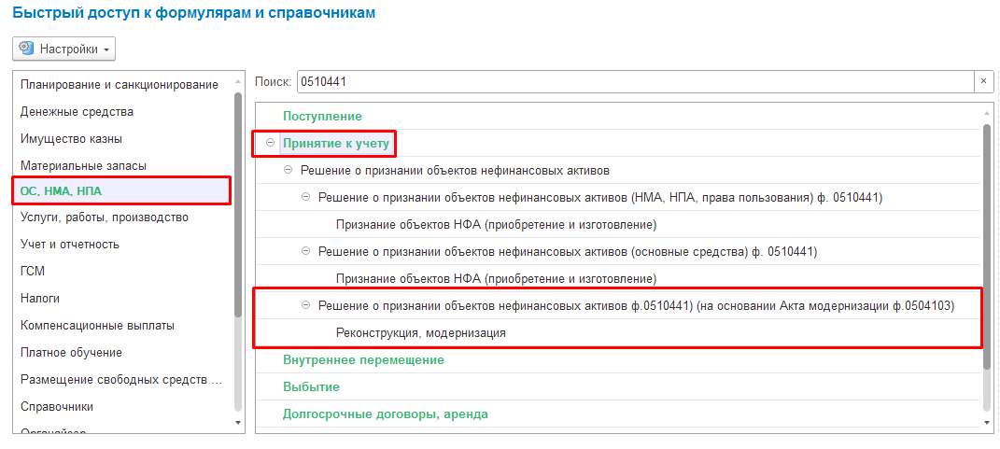 Быстрый доступ к формулярам и справочникам
Настройки
Планирование и санкционирование
Денежные средства
Имущество казны
Материальные запасы
ОС, НМА, НПА
Услуги, работы, производство
Учет и отчетность
ГСМ
Налоги
Компенсационные выплаты
Платное обучение
Размещение свободных средств ...
Справочники
Органайзер
Поиск: 0510441 ×
Поступление
Принятие к учету
Решение о признании объектов нефинансовых активов
Решение о признании объектов нефинансовых активов (НМА, НПА, права пользования) ф. 0510441)
Признание объектов НФА (приобретение и изготовление)
Решение о признании объектов нефинансовых активов (основные средства) ф. 0510441)
Признание объектов НФА (приобретение и изготовление)
Решение о признании объектов нефинансовых активов ф.0510441) (на основании Акта модернизации ф.0504103)
Реконструкция, модернизация
Внутреннее перемещение
Выбытие
Долгосрочные договоры, аренда